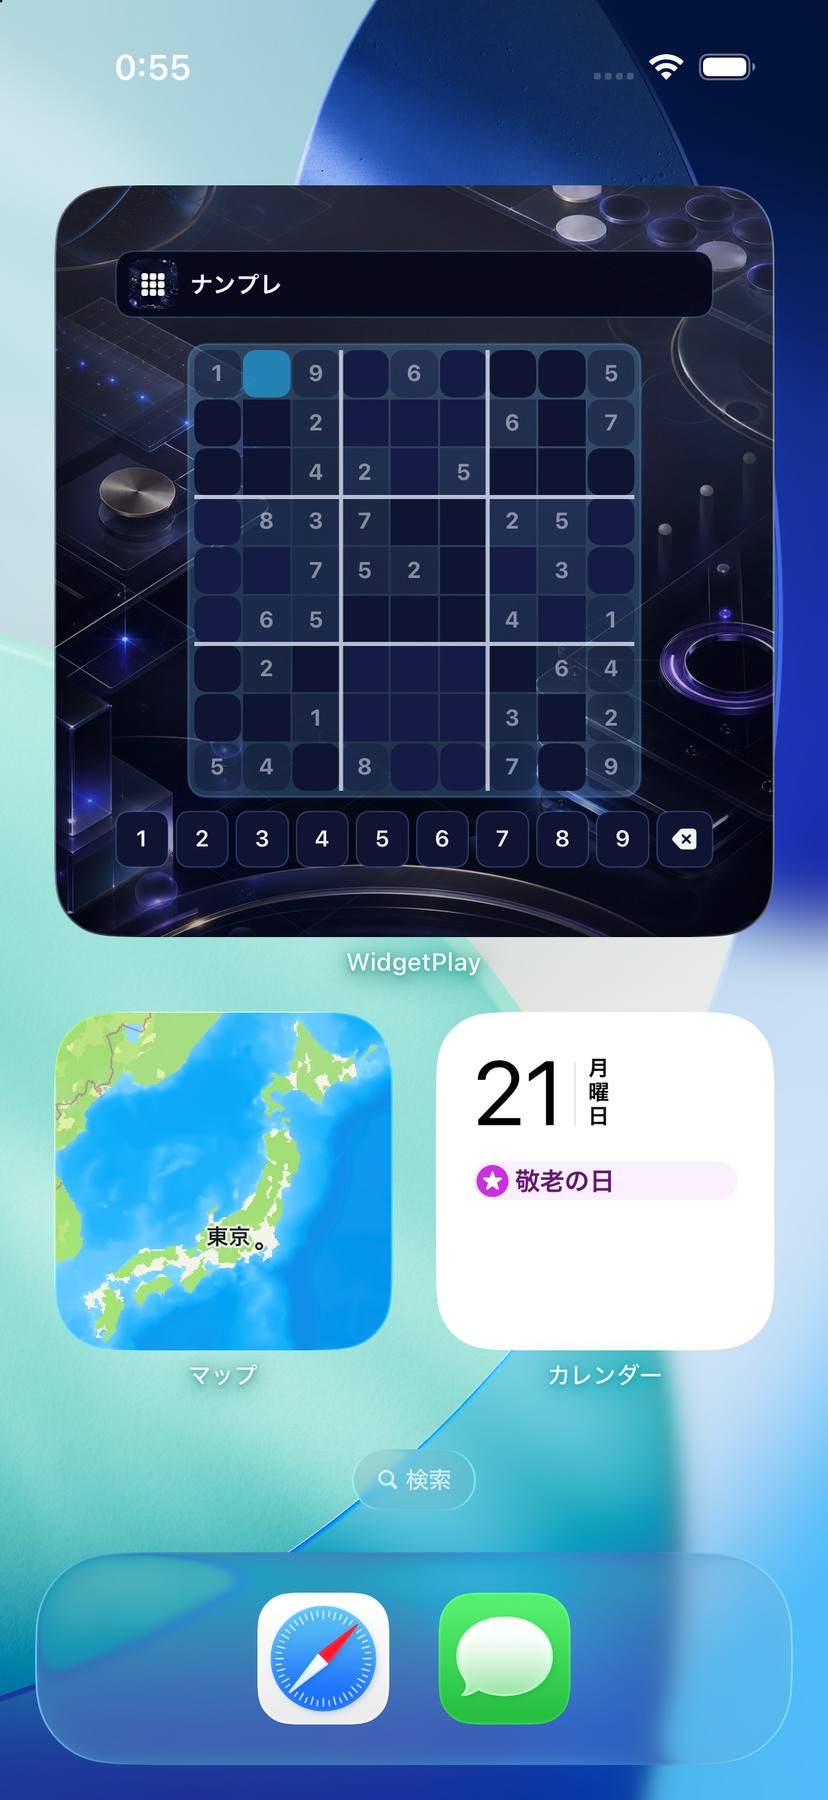 0:55
ナンプレ
1 9 6 5
2 6 7
4 2 5
8 3 7 2 5
7 5 2 3
6 5 4 1
2 6 4
1 3 2
5 4 8 7 9
1 2 3 4 5 6 7 8 9
WidgetPlay
21 月曜日
敬老の日
東京
マップ
カレンダー
検索